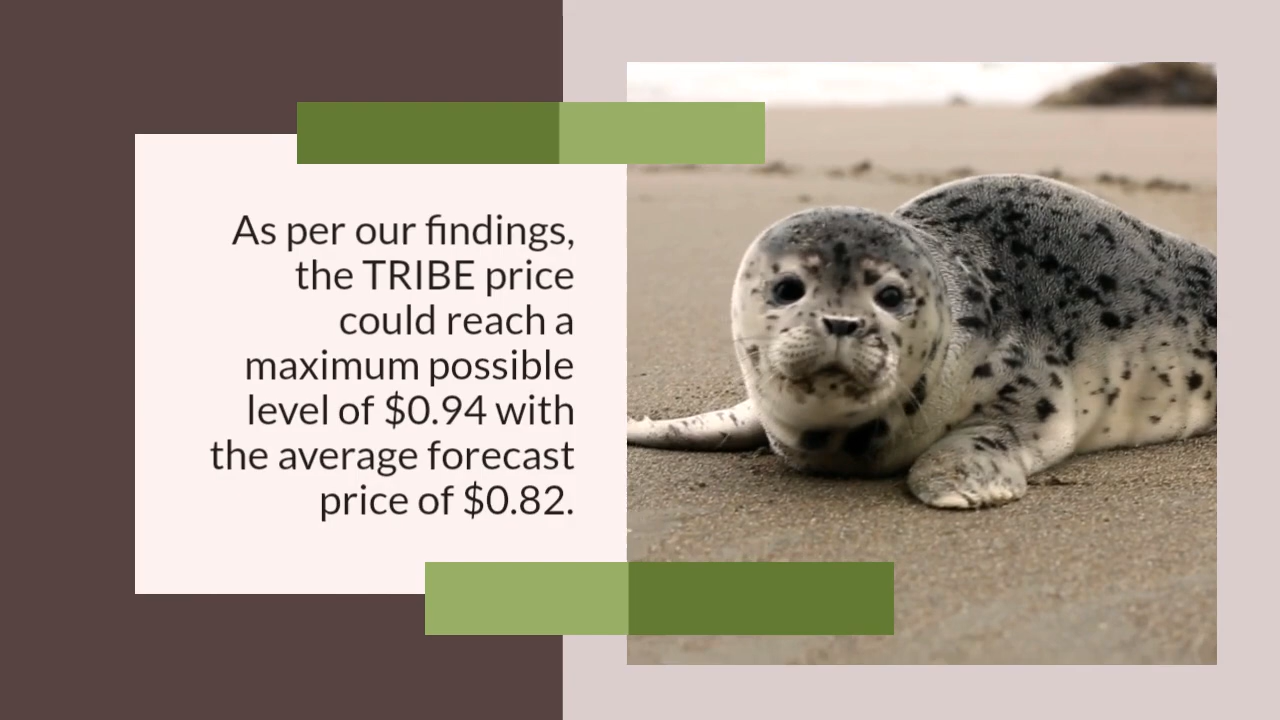 As per our findings,
the TRIBE price
could reach a
maximum possible
level of $0.94 with
the average forecast
price of $0.82.